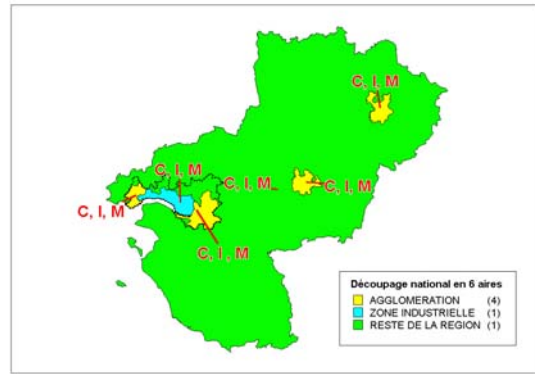 C, I, M
C, I, M
C, I, M
C, I, M
C, I, M
C, I , M
Découpage national en 6 aires
AGGLOMERATION (4)
ZONE INDUSTRIELLE (1)
RESTE DE LA REGION (1)